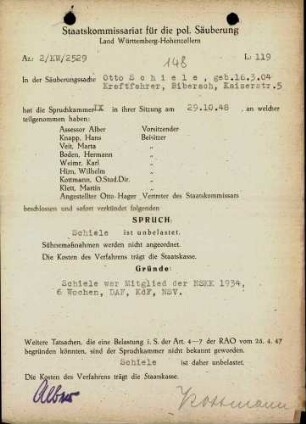 Staatskommissariat für die pol. Säuberung
Land Württemberg-Hohenzollern
Az: 2/KW/2529
L: 119
148
In der Säuberungssache Otto Schiele, geb.16.3.04
Kraftfahrer, Biberach, Kaiserstr.5
hat die Spruchkammer IX in ihrer Sitzung am 29.10.48 an welcher
teilgenommen haben:
Assessor Alber Vorsitzender
Knapp, Hans Beisitzer
Veit, Marta "
Boden, Hermann "
Weimer, Karl "
Hirn, Wilhelm "
Kottmann, O.Stud.Dir. "
Klett, Martin "
Angestellter Otto Hager Vertreter des Staatskommissars
beschlossen und sofort verkündet folgenden
SPRUCH:
Schiele ist unbelastet.
Sühnemaßnahmen werden nicht angeordnet.
Die Kosten des Verfahrens trägt die Staatskasse.
Gründe:
Schiele war Mitglied der NSKK 1934,
6 Wochen, DAF, KdF, NSV.
Weitere Tatsachen, die eine Belastung i. S. der Art. 4-7 der RAO vom 26. 4. 47
begründen könnten, sind der Spruchkammer nicht bekannt geworden.
Schiele ist daher unbelastet.
Die Kosten des Verfahrens trägt die Staatskasse.
Alber
Kottmann